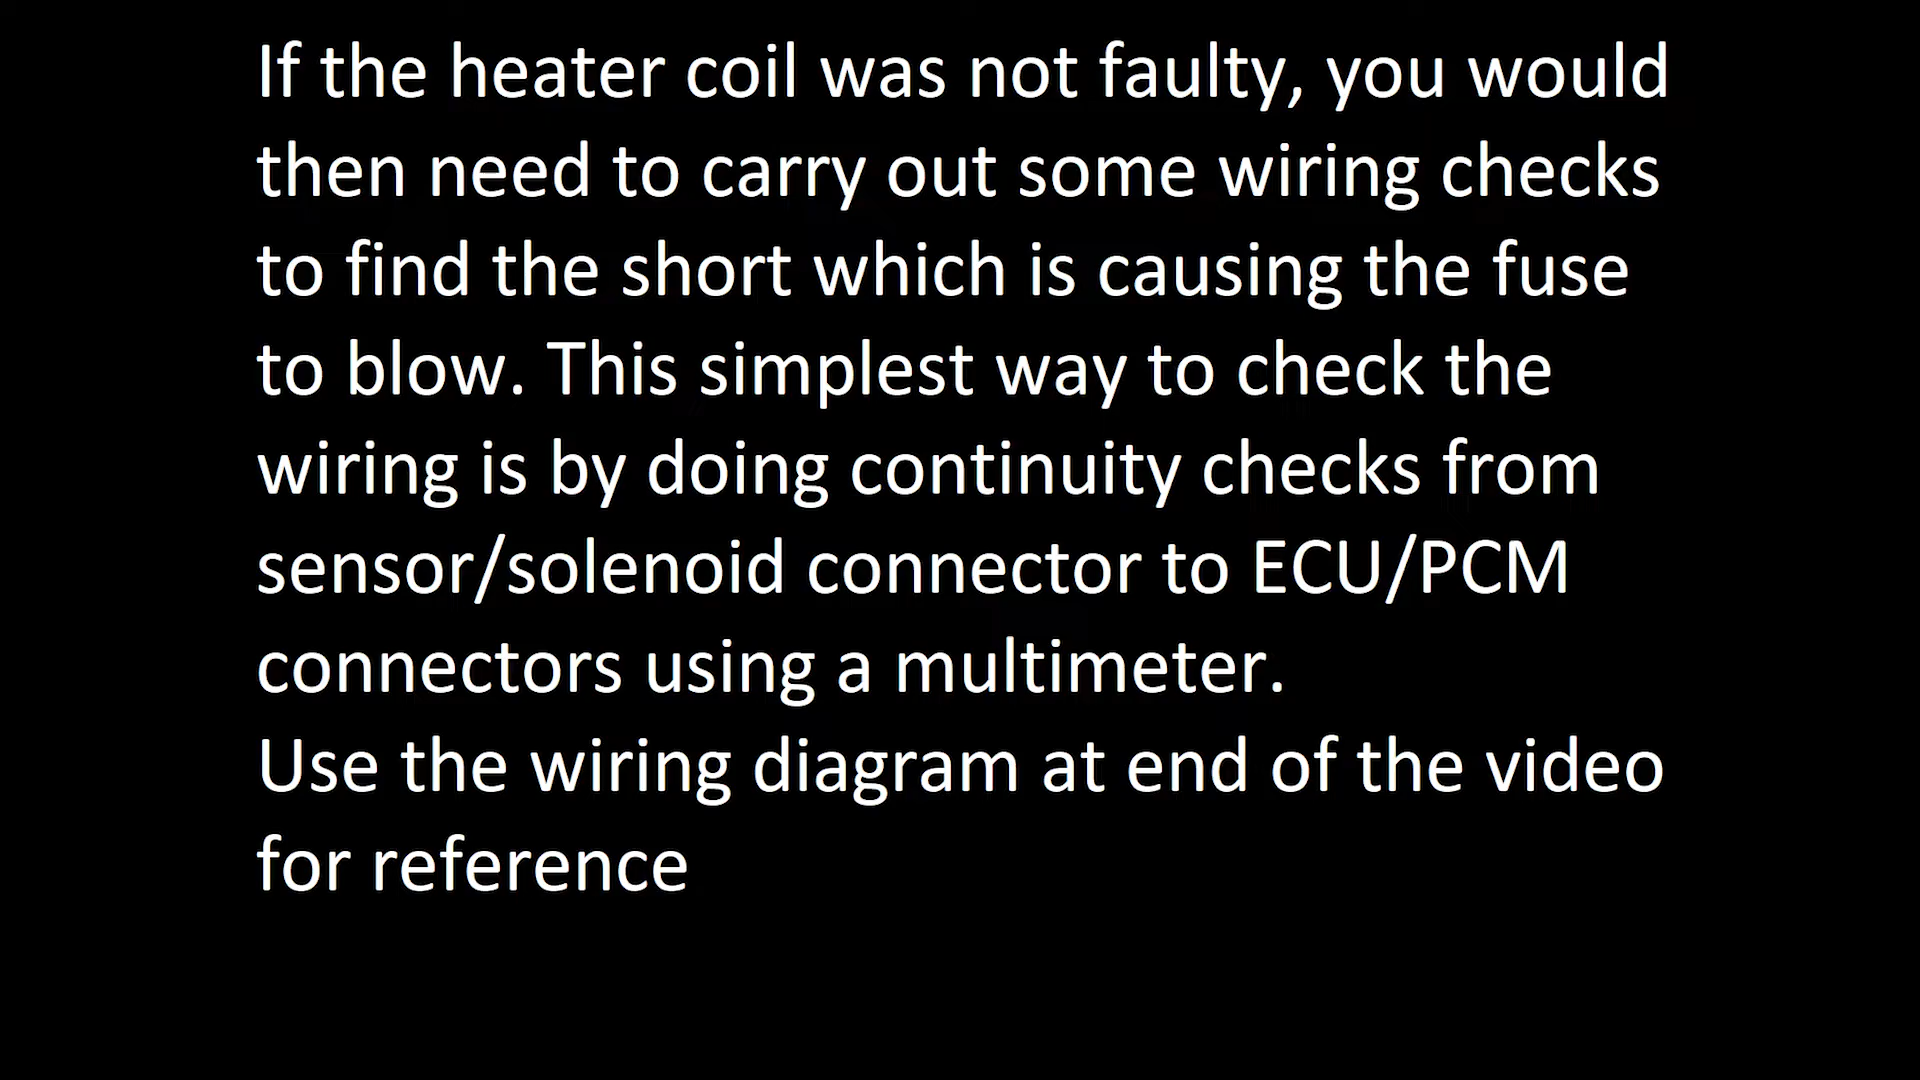 If the heater coil was not faulty, you would
then need to carry out some wiring checks
to find the short which is causing the fuse
to blow. This simplest way to check the
wiring is by doing continuity checks from
sensor/solenoid connector to ECU/PCM
connectors using a multimeter.
Use the wiring diagram at end of the video
for reference